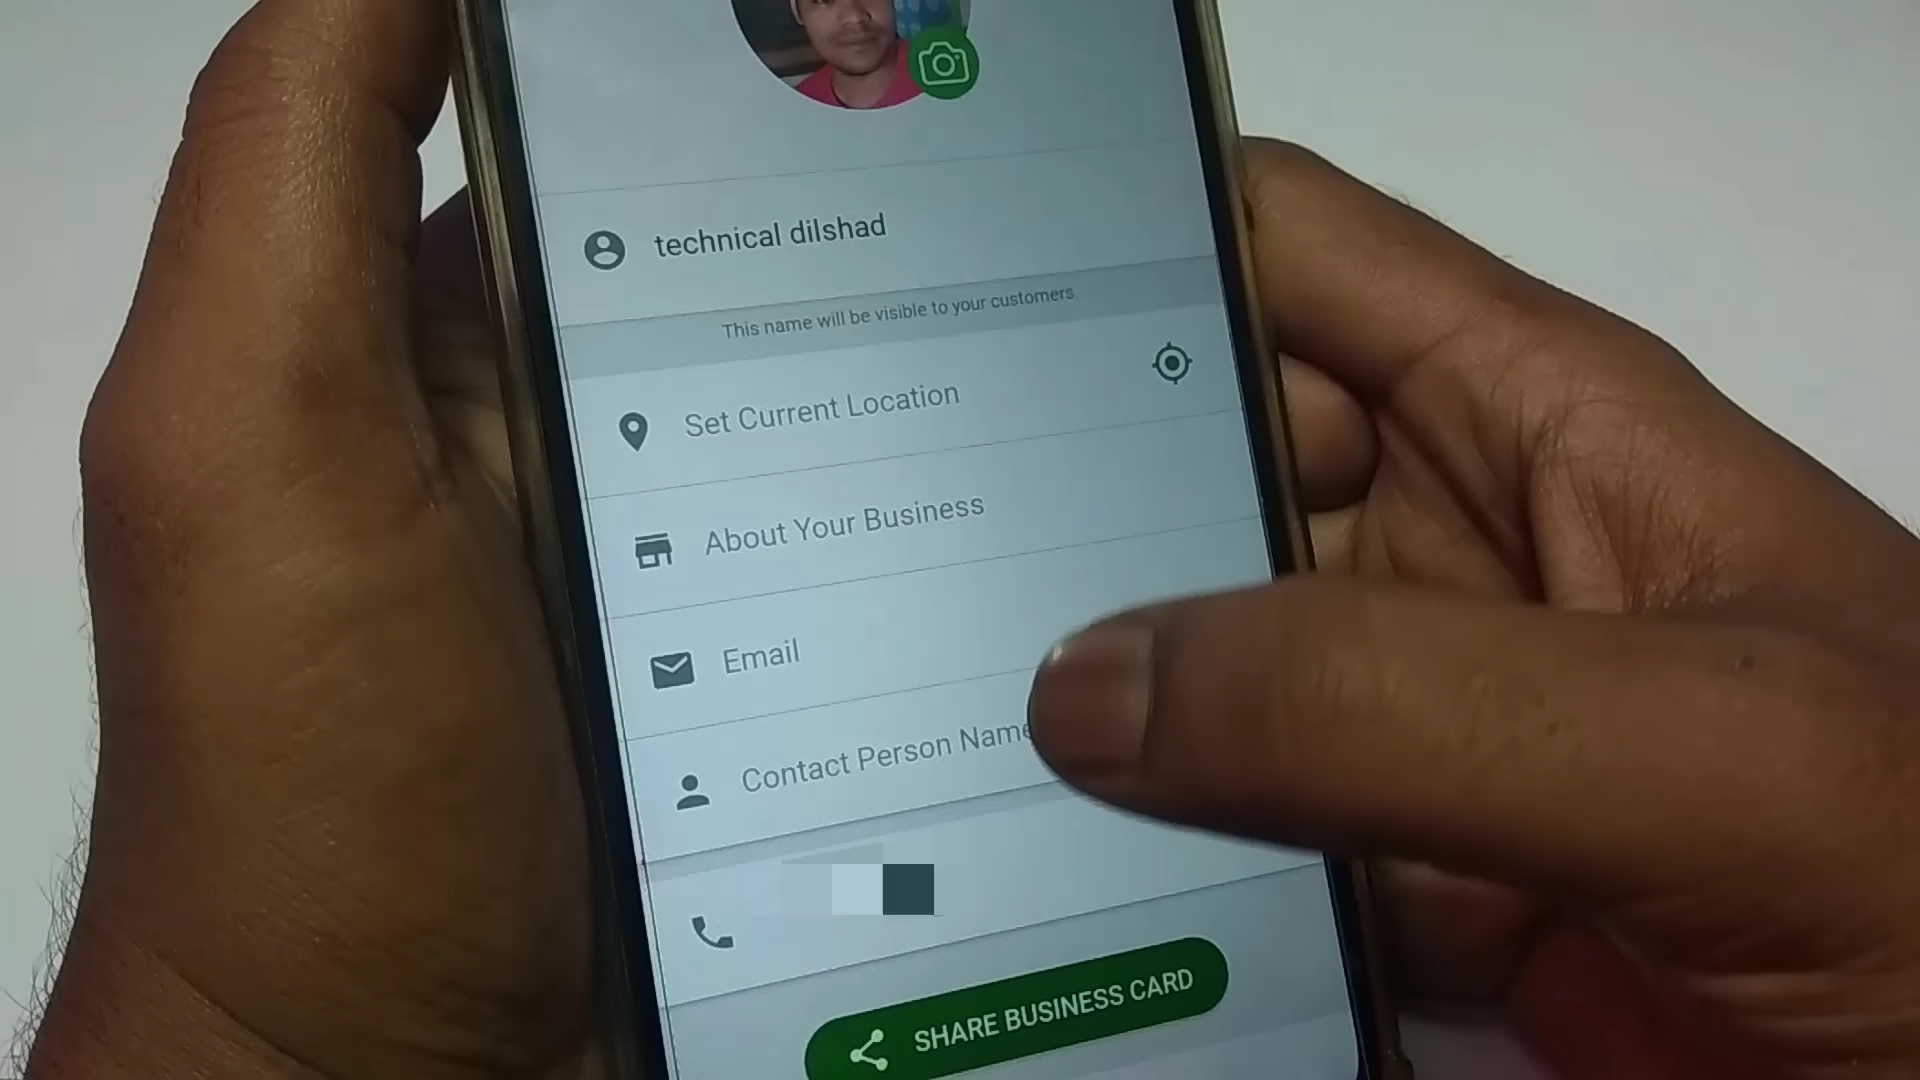 technical dilshad
This name will be visible to your customers.
Set Current Location
About Your Business
Email
Contact Person Name
SHARE BUSINESS CARD